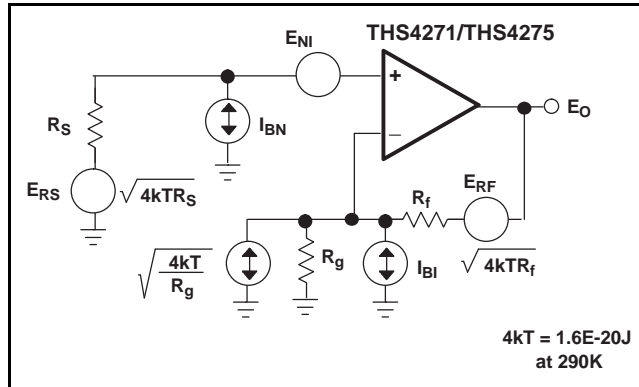 THS4271/THS4275
E_NI
+
R_S
I_BN
E_O
_
E_RS
√4kTR_S
R_f
E_RF
√(4kT/R_g)
R_g
I_BI
√4kTR_f
4kT = 1.6E-20J
at 290K